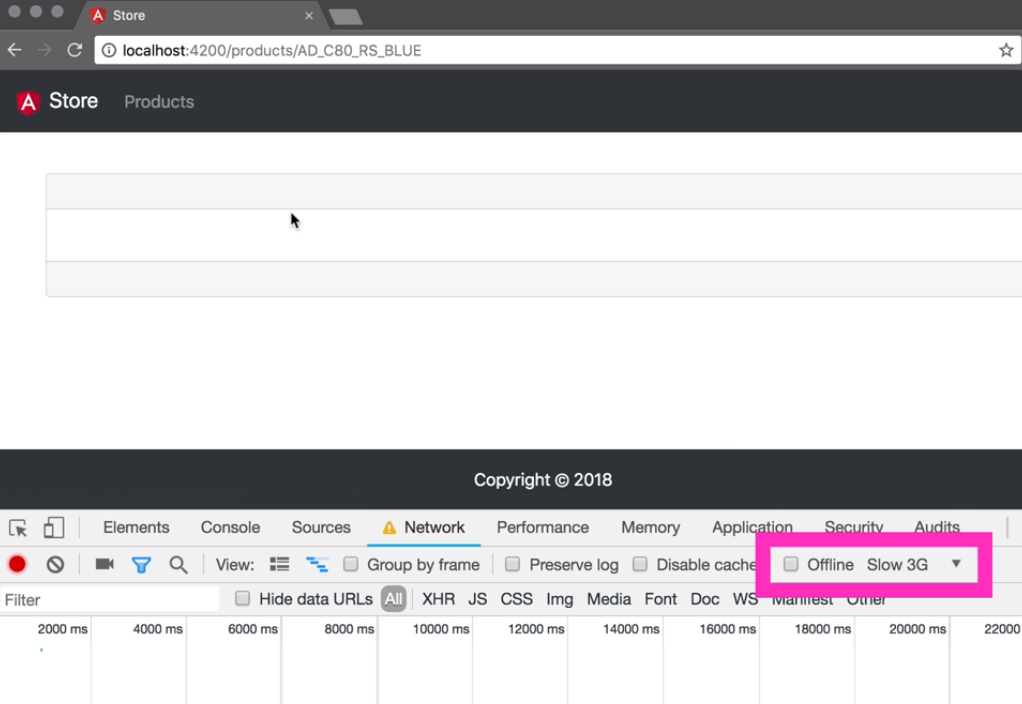 Store
localhost:4200/products/AD_C80_RS_BLUE
Store Products
Copyright © 2018
Elements Console Sources Network Performance Memory Application Security Audits
View: Group by frame Preserve log Disable cache Offline Slow 3G
Filter Hide data URLs All XHR JS CSS Img Media Font Doc WS Manifest Other
2000 ms 4000 ms 6000 ms 8000 ms 10000 ms 12000 ms 14000 ms 16000 ms 18000 ms 20000 ms 22000